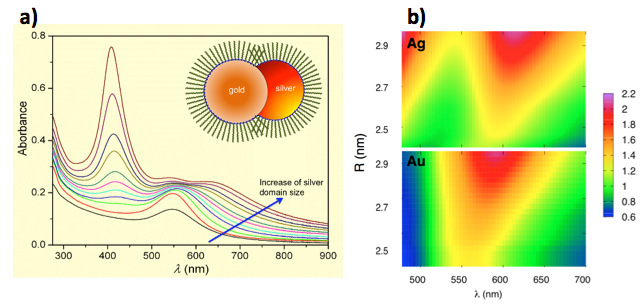 a)
0.8
0.6
0.4
0.2
0.0
Absorbance
gold
silver
Increase of silver
domain size
300 400 500 600 700 800 900
λ (nm)
b)
Ag
2.9
2.7
2.5
Au
2.9
2.7
2.5
R (nm)
500 550 600 650 700
λ (nm)
2.2
2
1.8
1.6
1.4
1.2
1
0.8
0.6